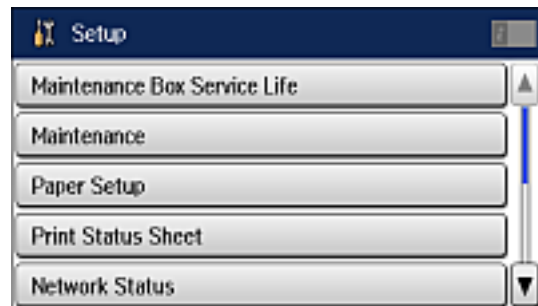 Setup
Maintenance Box Service Life
Maintenance
Paper Setup
Print Status Sheet
Network Status